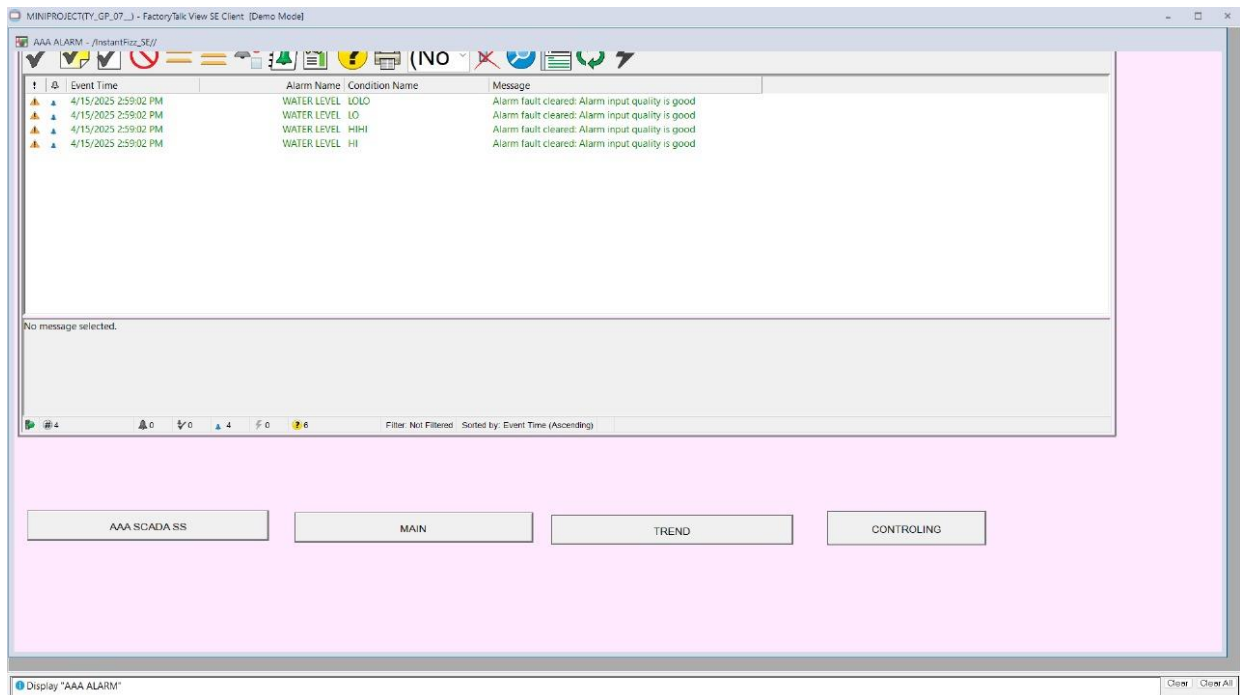 MINIPROJECT(TY_GP_07__) - FactoryTalk View SE Client [Demo Mode]
AAA ALARM - /InstantFizz_SE//
(No
! Event Time Alarm Name Condition Name Message
4/15/2025 2:59:02 PM WATER LEVEL LOLO Alarm fault cleared: Alarm input quality is good
4/15/2025 2:59:02 PM WATER LEVEL LO Alarm fault cleared: Alarm input quality is good
4/15/2025 2:59:02 PM WATER LEVEL HIHI Alarm fault cleared: Alarm input quality is good
4/15/2025 2:59:02 PM WATER LEVEL HI Alarm fault cleared: Alarm input quality is good
No message selected.
# 4 0 0 4 0 ? 6 Filter: Not Filtered Sorted by: Event Time (Ascending)
AAA SCADA SS MAIN TREND CONTROLING
Display "AAA ALARM" Clear Clear All